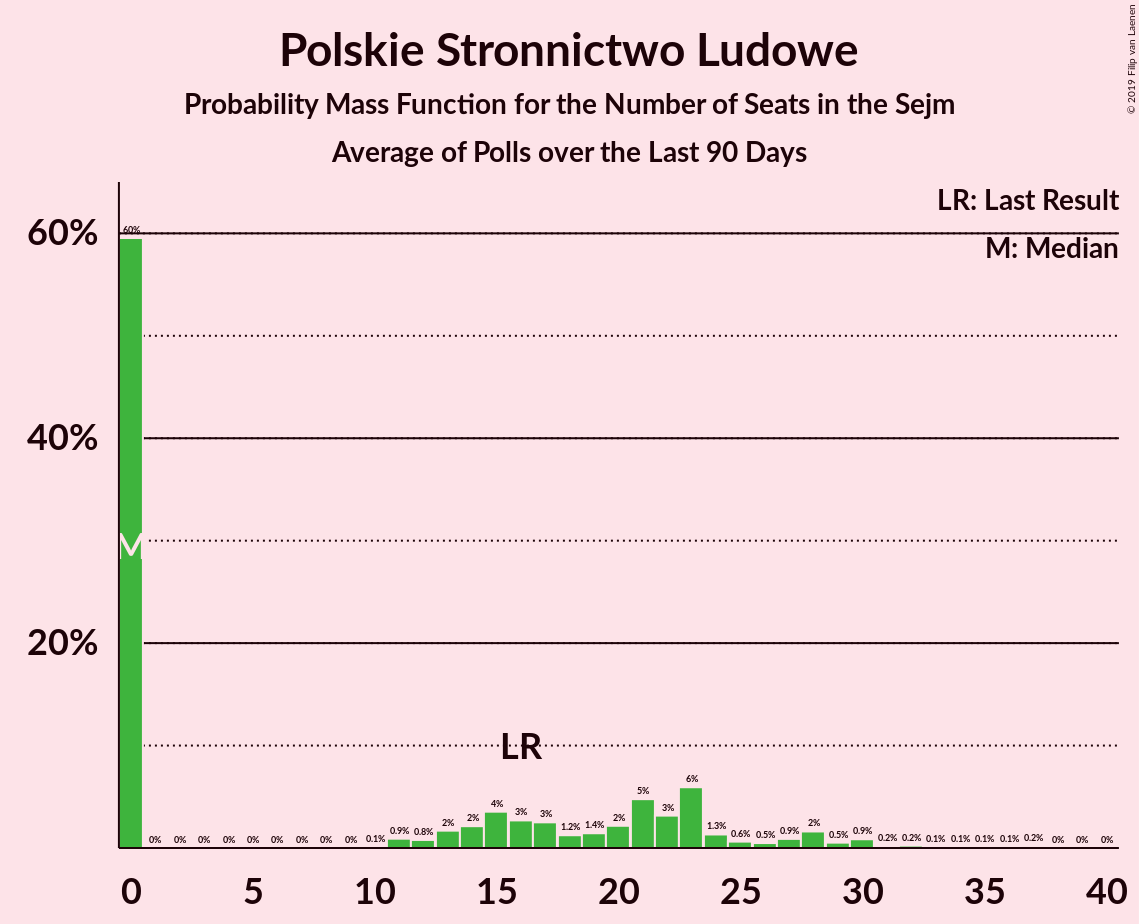 Polskie Stronnictwo Ludowe
Probability Mass Function for the Number of Seats in the Sejm
Average of Polls over the Last 90 Days
© 2019 Filip van Laenen
LR: Last Result
M: Median
60%
40%
20%
60% 0% 0% 0% 0% 0% 0% 0% 0% 0% 0.1% 0.9% 0.8% 2% 2% 4% 3% 3% 1.2% 1.4% 2% 5% 3% 6% 1.3% 0.6% 0.5% 0.9% 2% 0.5% 0.9% 0.2% 0.2% 0.1% 0.1% 0.1% 0.1% 0.2% 0% 0% 0%
M
LR
0 5 10 15 20 25 30 35 40